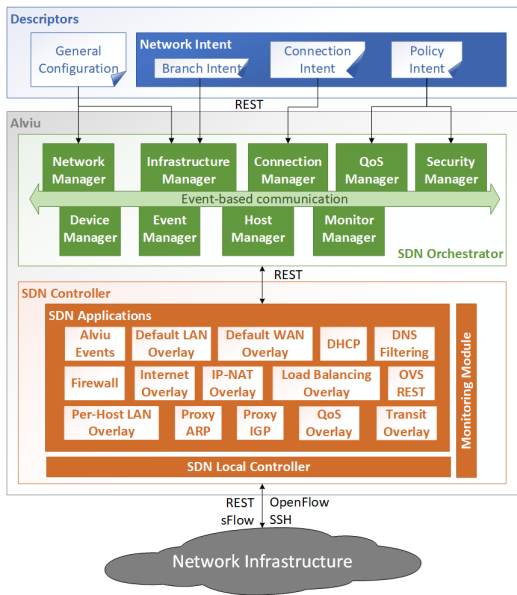 Descriptors
General
Configuration
Network Intent
Branch Intent
Connection
Intent
Policy
Intent
REST
Alviu
Network
Manager
Infrastructure
Manager
Connection
Manager
QoS
Manager
Security
Manager
Event-based communication
Device
Manager
Event
Manager
Host
Manager
Monitor
Manager
SDN Orchestrator
REST
SDN Controller
SDN Applications
Alviu
Events
Default LAN
Overlay
Default WAN
Overlay
DHCP
DNS
Filtering
Firewall
Internet
Overlay
IP-NAT
Overlay
Load Balancing
Overlay
OVS
REST
Per-Host LAN
Overlay
Proxy
ARP
Proxy
IGP
QoS
Overlay
Transit
Overlay
Monitoring Module
SDN Local Controller
REST
OpenFlow
sFlow
SSH
Network Infrastructure